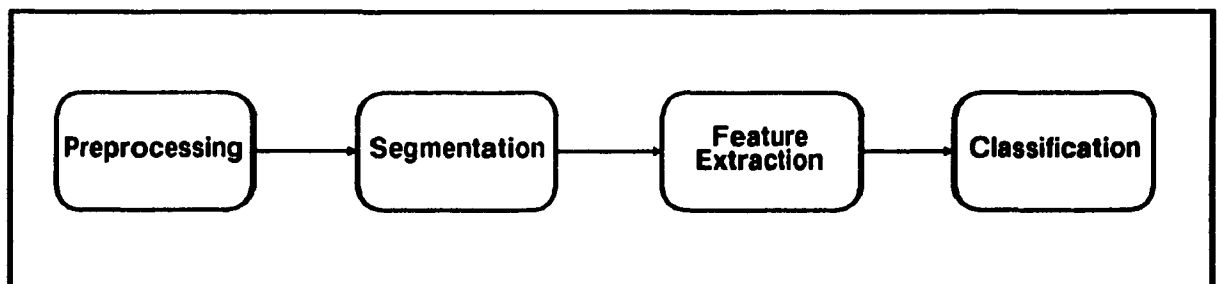 Preprocessing
Segmentation
Feature
Extraction
Classification